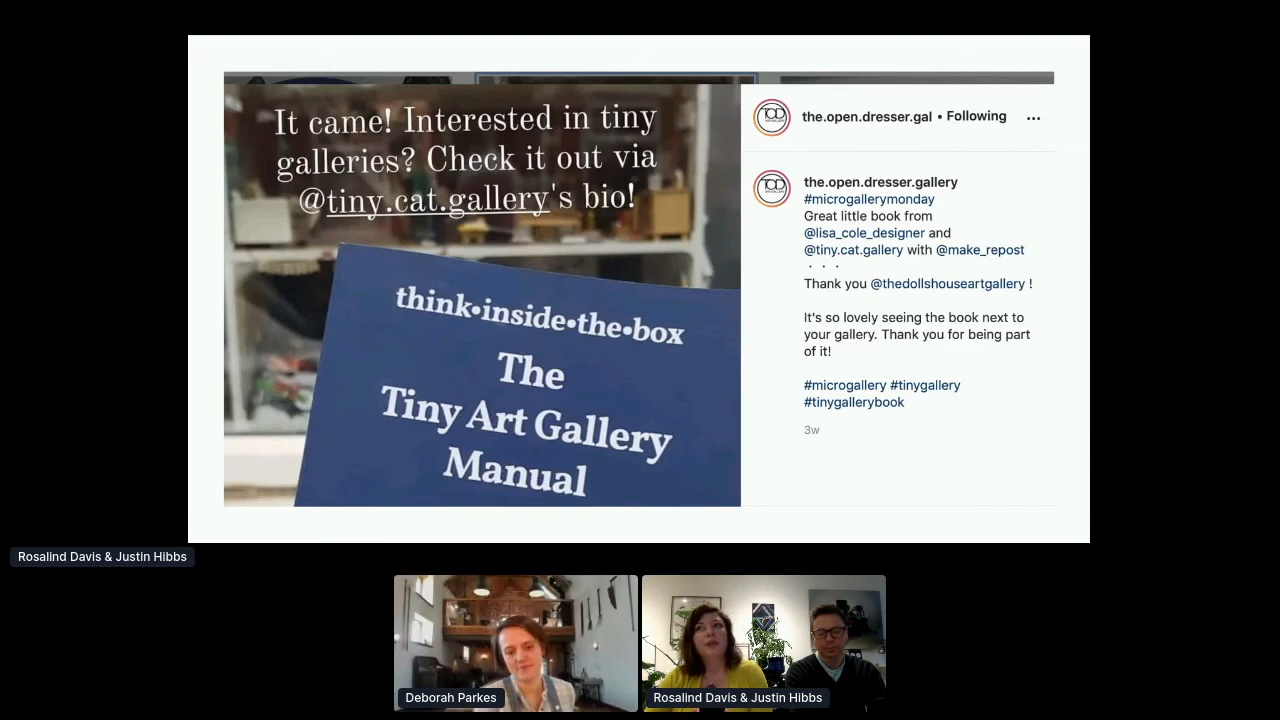 It came! Interested in tiny
galleries? Check it out via
@tiny.cat.gallery's bio!
think•inside•the•box
The
Tiny Art Gallery
Manual
TOD
the.open.dresser.gal • Following
...
TOD
the.open.dresser.gallery
#microgallerymonday
Great little book from
@lisa_cole_designer and
@tiny.cat.gallery with @make_repost
. . .
Thank you @thedollshouseartgallery !
It's so lovely seeing the book next to
your gallery. Thank you for being part
of it!
#microgallery #tinygallery
#tinygallerybook
3w
Rosalind Davis & Justin Hibbs
Deborah Parkes
Rosalind Davis & Justin Hibbs